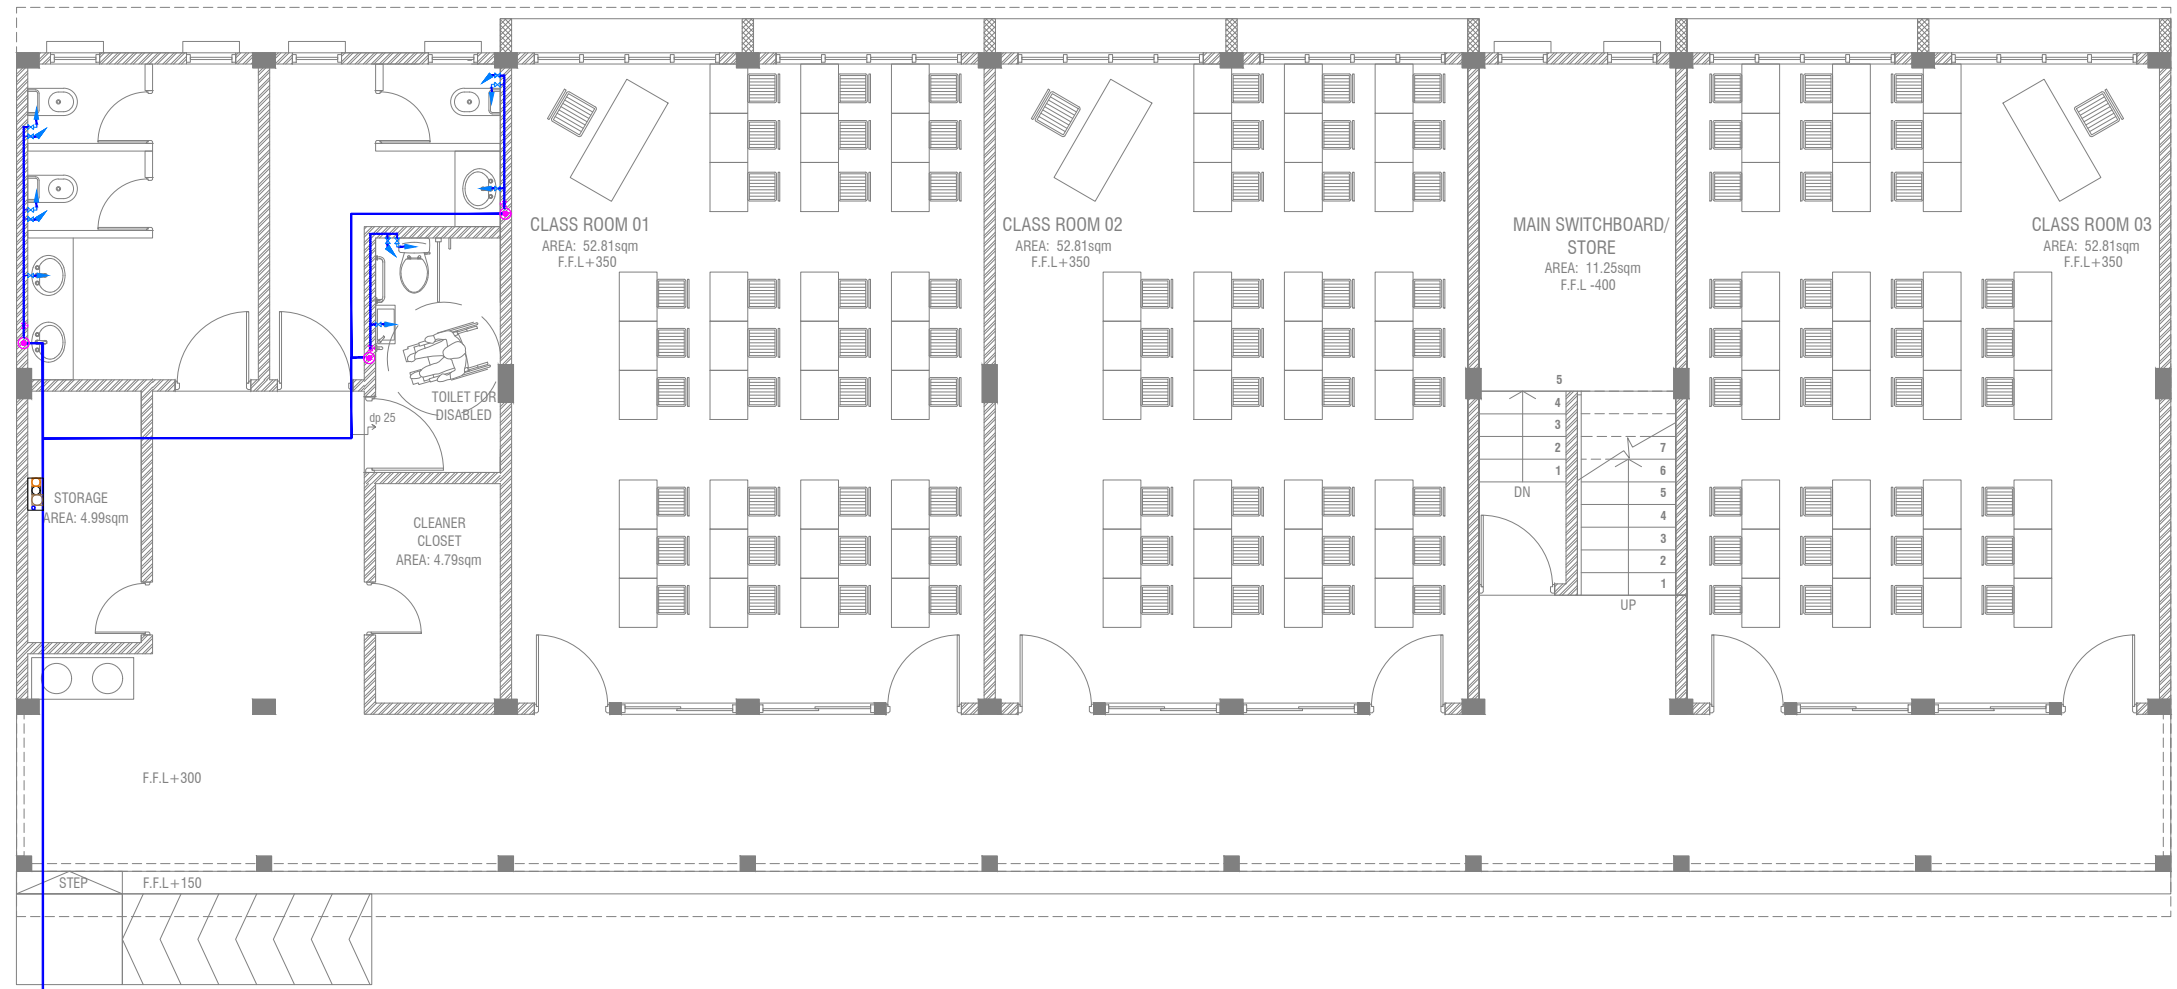 CLASS ROOM 01
AREA: 52.81sqm
F.F.L+350
CLASS ROOM 02
AREA: 52.81sqm
F.F.L+350
MAIN SWITCHBOARD/
STORE
AREA: 11.25sqm
F.F.L -400
CLASS ROOM 03
AREA: 52.81sqm
F.F.L+350
TOILET FOR
DISABLED
dp 25
5
4
3
2
1
DN
7
6
5
4
3
2
1
UP
STORAGE
AREA: 4.99sqm
CLEANER
CLOSET
AREA: 4.79sqm
F.F.L+300
STEP
F.F.L+150